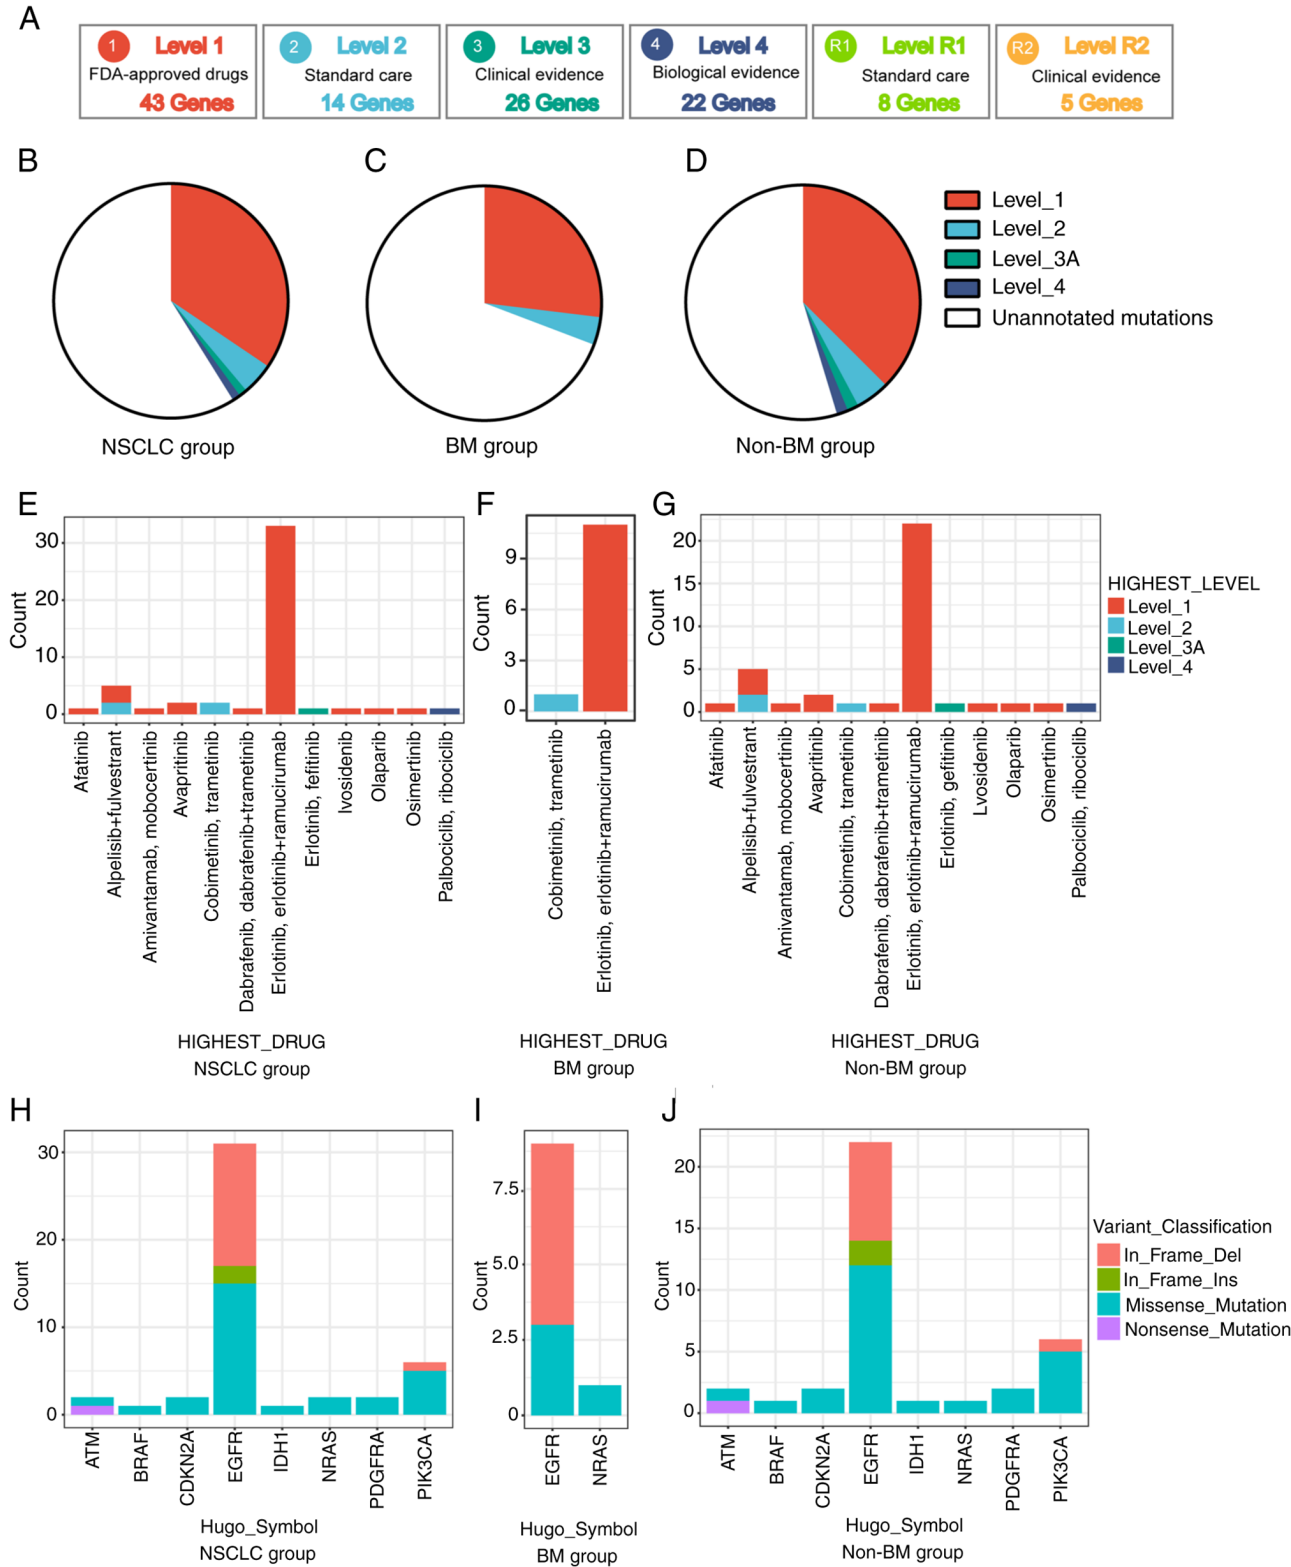 A
1 Level 1
FDA-approved drugs
43 Genes
2 Level 2
Standard care
14 Genes
3 Level 3
Clinical evidence
26 Genes
4 Level 4
Biological evidence
22 Genes
R1 Level R1
Standard care
8 Genes
R2 Level R2
Clinical evidence
5 Genes
B
NSCLC group
C
BM group
D
Non-BM group
Level_1
Level_2
Level_3A
Level_4
Unannotated mutations
E
Count
30
20
10
0
Afatinib
Alpelisib+fulvestrant
Amivantamab, mobocertinib
Avapritinib
Cobimetinib, trametinib
Dabrafenib, dabrafenib+trametinib
Erlotinib, erlotinib+ramucirumab
Erlotinib, fefitinib
Ivosidenib
Olaparib
Osimertinib
Palbociclib, ribociclib
HIGHEST_DRUG
NSCLC group
F
Count
9
6
3
0
Cobimetinib, trametinib
Erlotinib, erlotinib+ramucirumab
HIGHEST_DRUG
BM group
G
Count
20
15
10
5
0
Afatinib
Alpelisib+fulvestrant
Amivantamab, mobocertinib
Avapritinib
Cobimetinib, trametinib
Dabrafenib, dabrafenib+trametinib
Erlotinib, erlotinib+ramucirumab
Erlotinib, gefitinib
Lvosidenib
Olaparib
Osimertinib
Palbociclib, ribociclib
HIGHEST_DRUG
Non-BM group
HIGHEST_LEVEL
Level_1
Level_2
Level_3A
Level_4
H
Count
30
20
10
0
ATM
BRAF
CDKN2A
EGFR
IDH1
NRAS
PDGFRA
PIK3CA
Hugo_Symbol
NSCLC group
I
Count
7.5
5.0
2.5
0
EGFR
NRAS
Hugo_Symbol
BM group
J
Count
20
15
10
5
0
ATM
BRAF
CDKN2A
EGFR
IDH1
NRAS
PDGFRA
PIK3CA
Hugo_Symbol
Non-BM group
Variant_Classification
In_Frame_Del
In_Frame_Ins
Missense_Mutation
Nonsense_Mutation